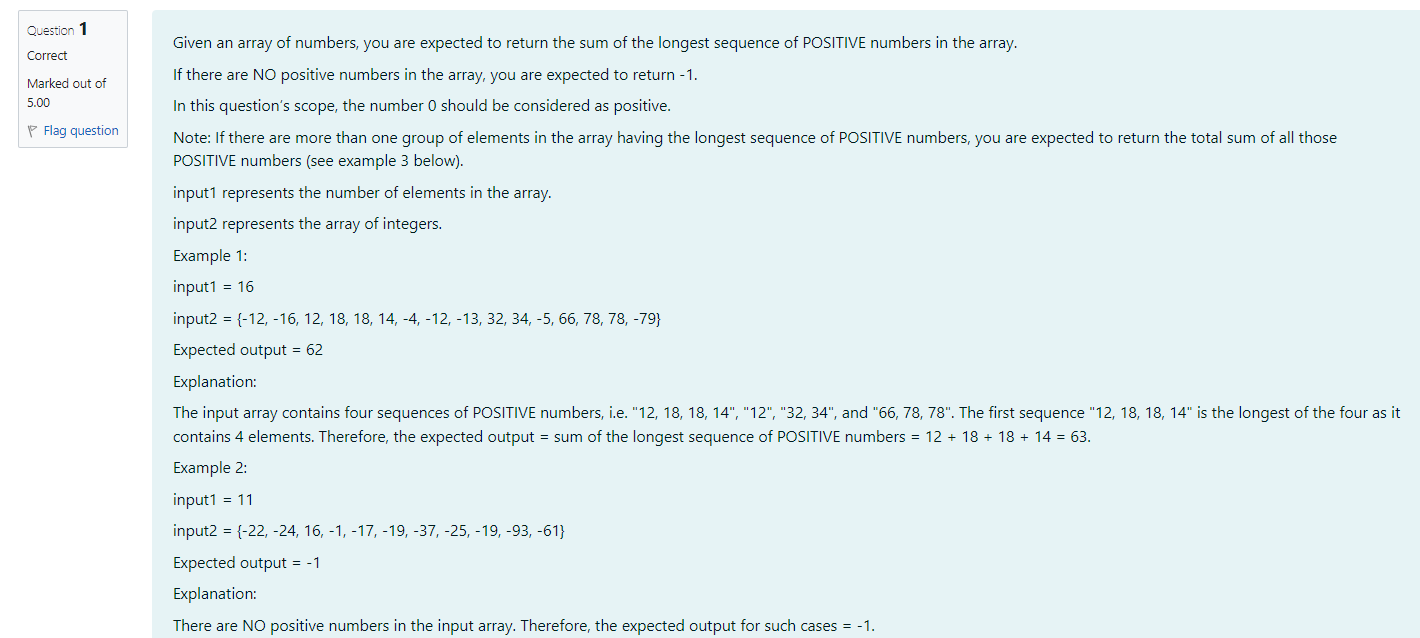 Question 1
Correct
Marked out of
5.00
Flag question
Given an array of numbers, you are expected to return the sum of the longest sequence of POSITIVE numbers in the array.
If there are NO positive numbers in the array, you are expected to return -1.
In this question's scope, the number 0 should be considered as positive.
Note: If there are more than one group of elements in the array having the longest sequence of POSITIVE numbers, you are expected to return the total sum of all those
POSITIVE numbers (see example 3 below).
input1 represents the number of elements in the array.
input2 represents the array of integers.
Example 1:
input1 = 16
input2 = {-12, -16, 12, 18, 18, 14, -4, -12, -13, 32, 34, -5, 66, 78, 78, -79}
Expected output = 62
Explanation:
The input array contains four sequences of POSITIVE numbers, i.e. "12, 18, 18, 14", "12", "32, 34", and "66, 78, 78". The first sequence "12, 18, 18, 14" is the longest of the four as it
contains 4 elements. Therefore, the expected output = sum of the longest sequence of POSITIVE numbers = 12 + 18 + 18 + 14 = 63.
Example 2:
input1 = 11
input2 = {-22, -24, 16, -1, -17, -19, -37, -25, -19, -93, -61}
Expected output = -1
Explanation:
There are NO positive numbers in the input array. Therefore, the expected output for such cases = -1.